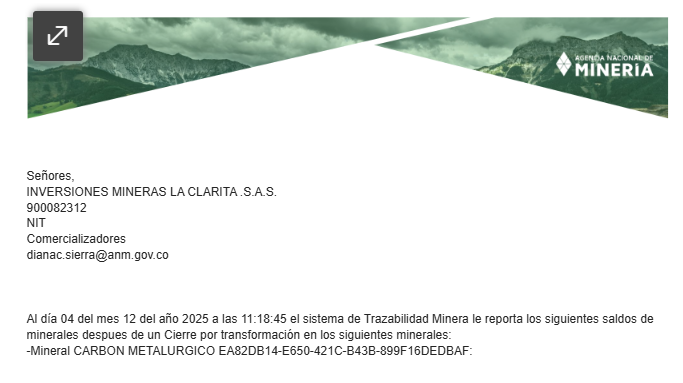 AGENCIA NACIONAL DE
MINERÍA
Señores,
INVERSIONES MINERAS LA CLARITA .S.A.S.
900082312
NIT
Comercializadores
dianac.sierra@anm.gov.co
Al día 04 del mes 12 del año 2025 a las 11:18:45 el sistema de Trazabilidad Minera le reporta los siguientes saldos de
minerales despues de un Cierre por transformación en los siguientes minerales:
-Mineral CARBON METALURGICO EA82DB14-E650-421C-B43B-899F16DEDBAF: